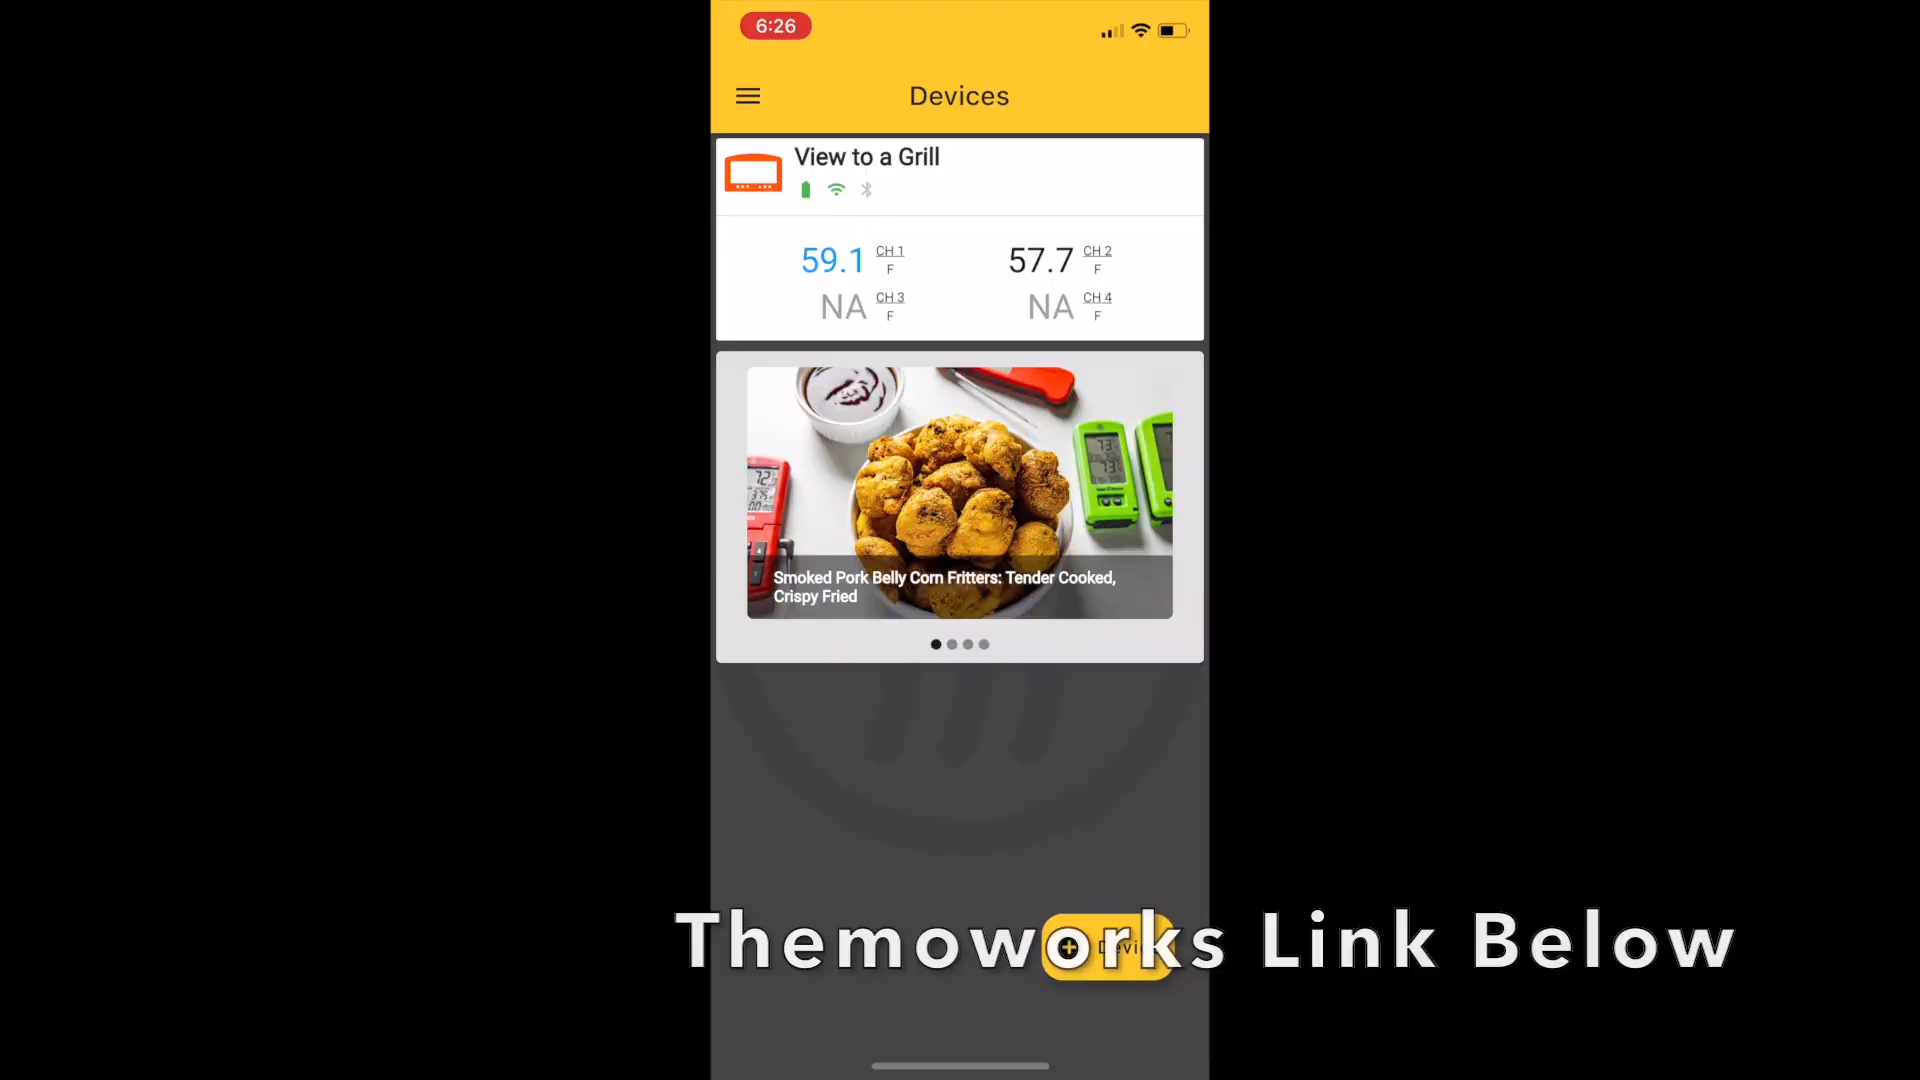 6:26
Devices
View to a Grill
59.1 CH 1 F
57.7 CH 2 F
NA CH 3 F
NA CH 4 F
Smoked Pork Belly Corn Fritters: Tender Cooked,
Crispy Fried
Themoworks Link Below